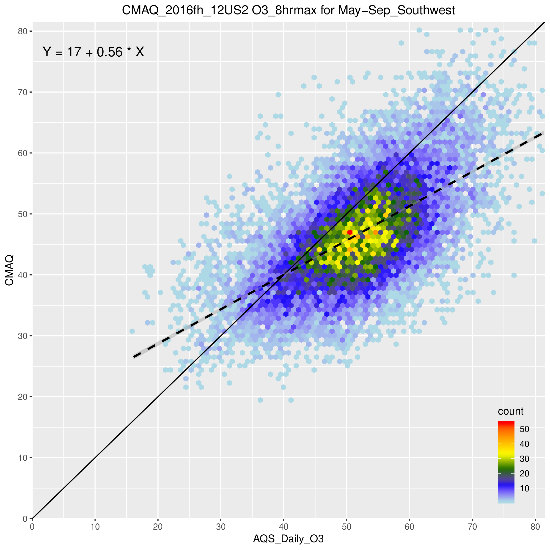 CMAQ_2016fh_12US2 O3_8hrmax for May−Sep_Southwest
Y = 17 + 0.56 * X
80
70
60
50
40
30
20
10
0
CMAQ
0 10 20 30 40 50 60 70 80
AQS_Daily_O3
count
50
40
30
20
10